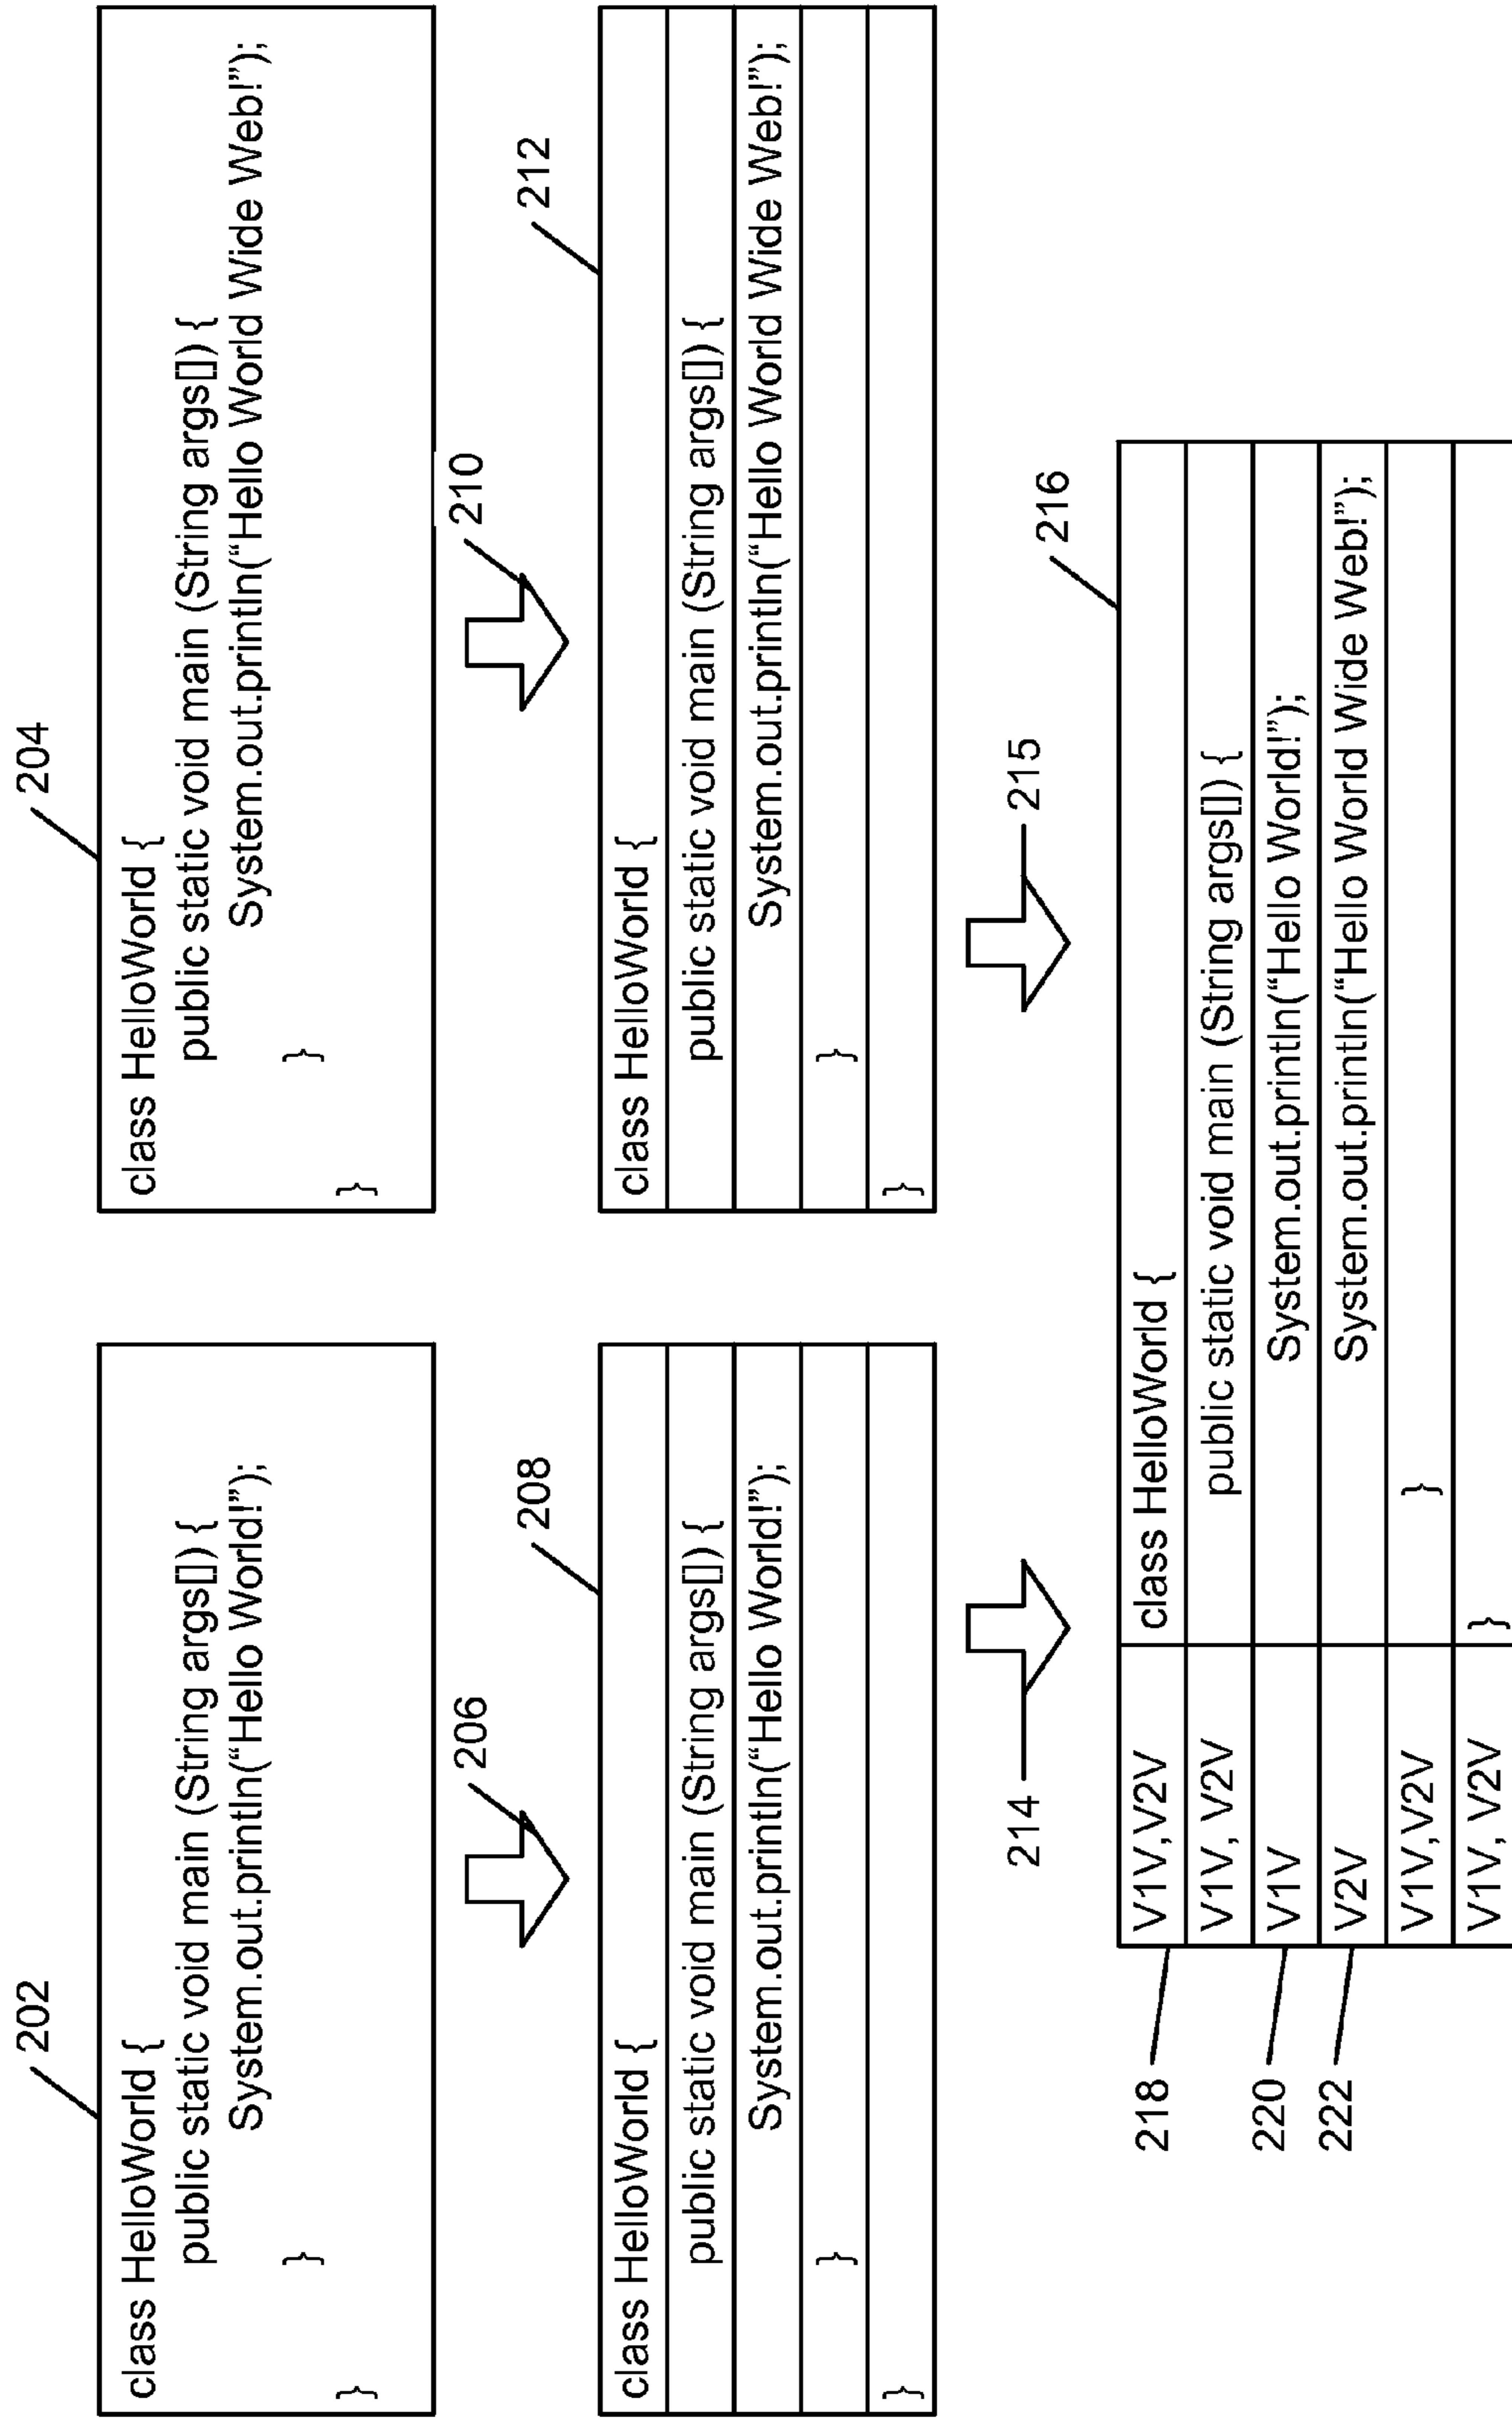 202
class HelloWorld {
public static void main (String args[]) {
System.out.println(“Hello World!”);
}
}
204
class HelloWorld {
public static void main (String args[]) {
System.out.println(“Hello World Wide Web!”);
}
}
206
210
208
class HelloWorld {
public static void main (String args[]) {
System.out.println(“Hello World!”);
}
}
212
class HelloWorld {
public static void main (String args[]) {
System.out.println(“Hello World Wide Web!”);
}
}
214
215
216
218
V1V,V2V class HelloWorld {
V1V, V2V public static void main (String args[]) {
220
V1V System.out.println(“Hello World!”);
222
V2V System.out.println(“Hello World Wide Web!”);
V1V,V2V }
V1V, V2V }